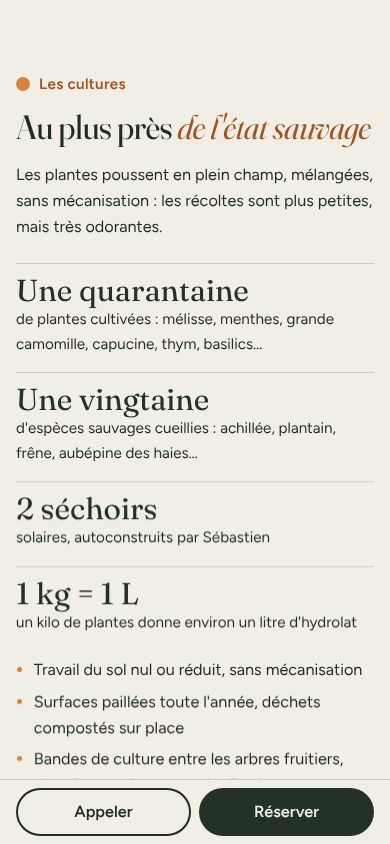 Les cultures
Au plus près de l'état sauvage
Les plantes poussent en plein champ, mélangées,
sans mécanisation : les récoltes sont plus petites,
mais très odorantes.
Une quarantaine
de plantes cultivées : mélisse, menthes, grande
camomille, capucine, thym, basilics...
Une vingtaine
d'espèces sauvages cueillies : achillée, plantain,
frêne, aubépine des haies...
2 séchoirs
solaires, autoconstruits par Sébastien
1 kg = 1 L
un kilo de plantes donne environ un litre d'hydrolat
Travail du sol nul ou réduit, sans mécanisation
Surfaces paillées toute l'année, déchets
compostés sur place
Bandes de culture entre les arbres fruitiers,
Appeler
Réserver